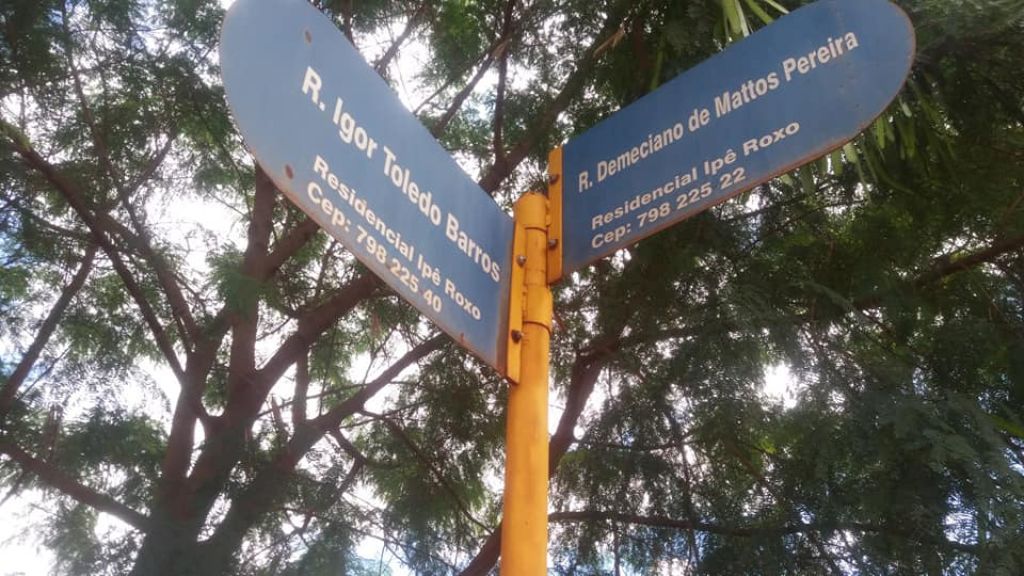 R. Igor Toledo Barros
Residencial Ipê Roxo
Cep: 798 225 40
R. Demeciano de Mattos Pereira
Residencial Ipê Roxo
Cep: 798 225 22